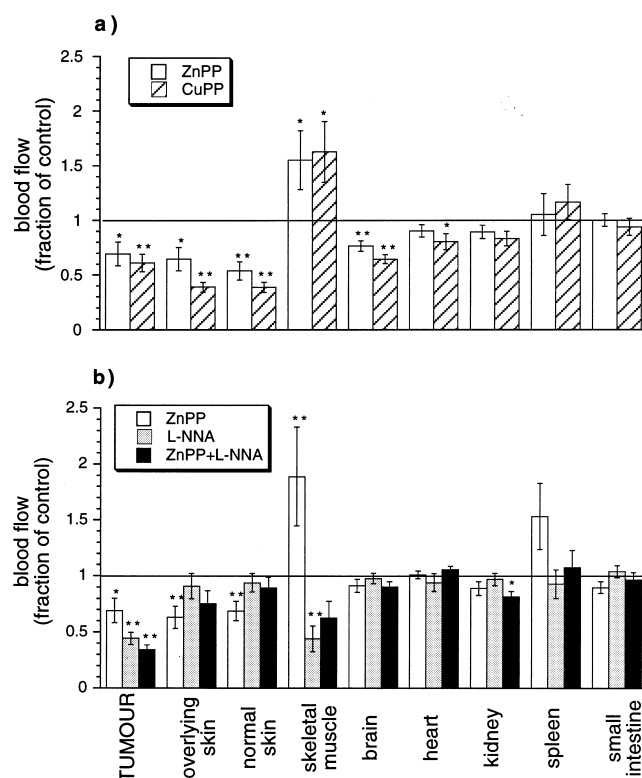 a)
2.5
2
1.5
1
0.5
0
blood flow
(fraction of control)
ZnPP
CuPP
*
**
*
**
**
**
*
*
**
**
*
b)
2.5
2
1.5
1
0.5
0
blood flow
(fraction of control)
ZnPP
L-NNA
ZnPP+L-NNA
*
**
**
**
**
**
**
*
TUMOUR
overlying
skin
normal
skin
skeletal
muscle
brain
heart
kidney
spleen
small
intestine